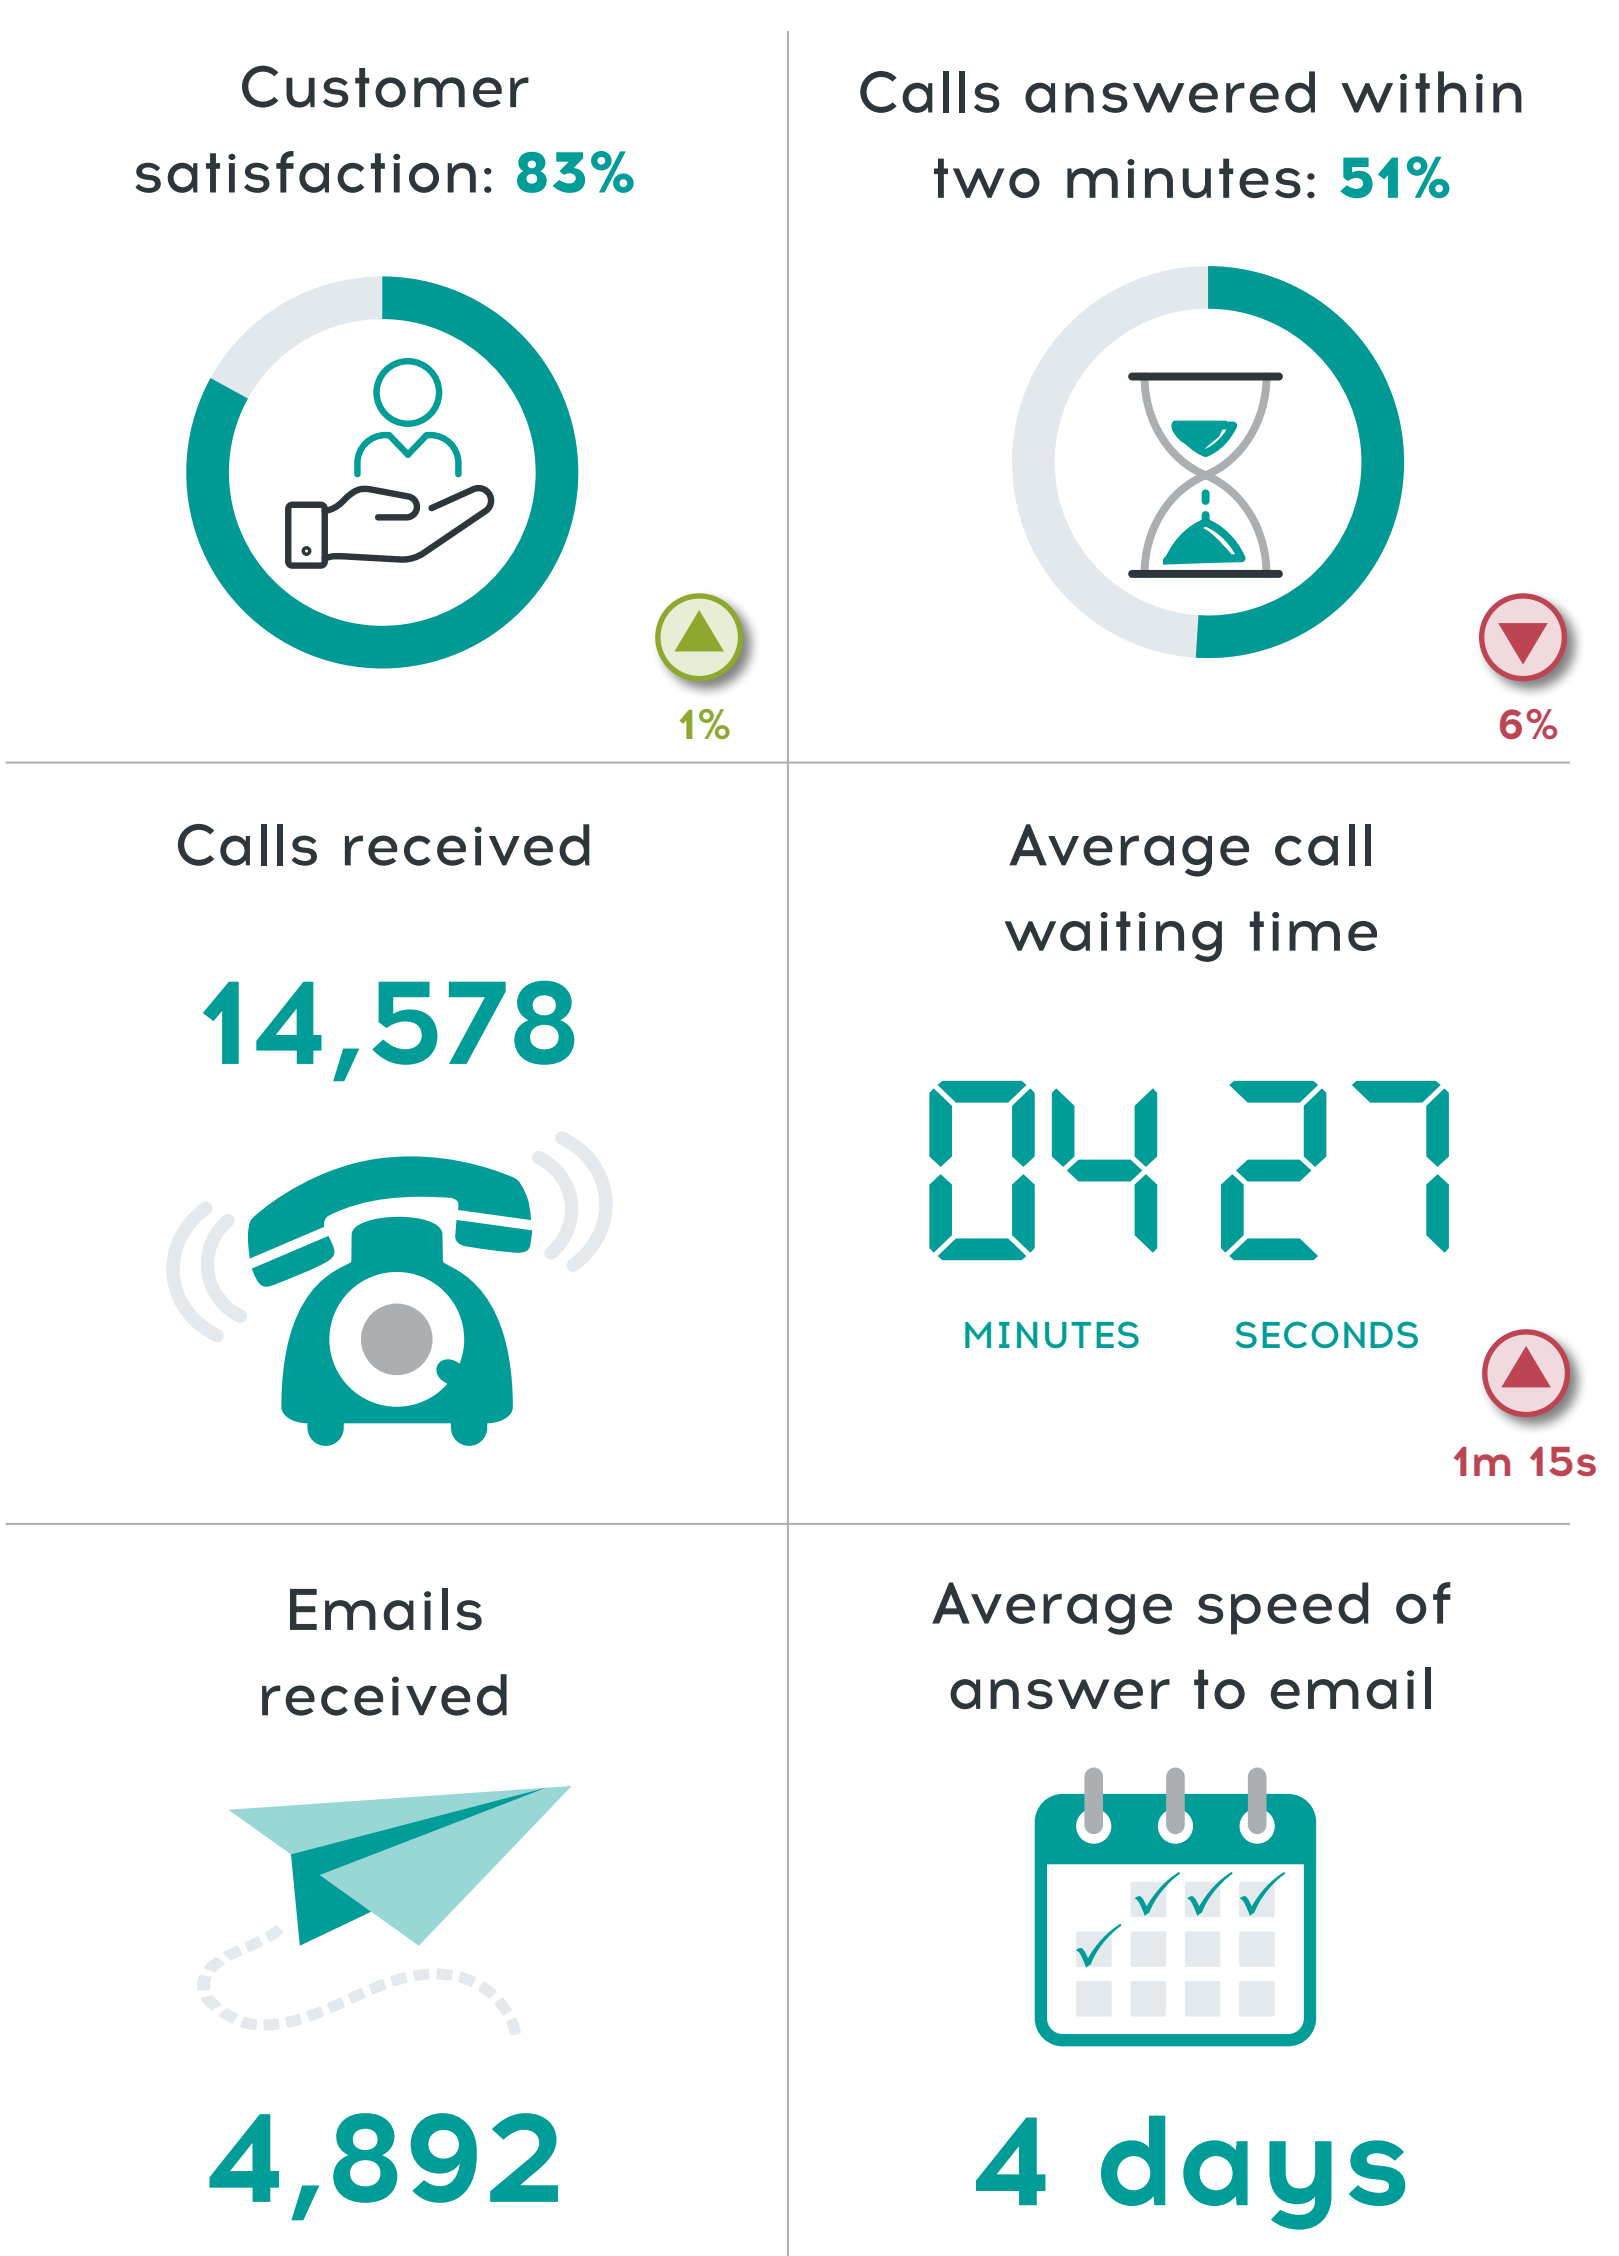 Customer
satisfaction: 83%
1%
Calls answered within
two minutes: 51%
6%
Calls received
14,578
Average call
waiting time
04 27
MINUTES SECONDS
1m 15s
Emails
received
4,892
Average speed of
answer to email
4 days